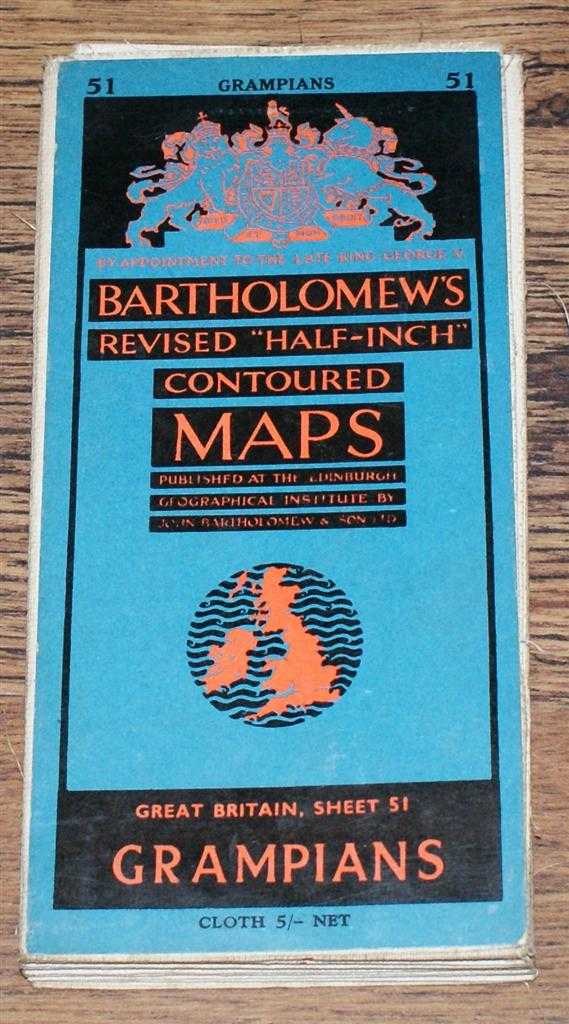 51 GRAMPIANS 51
BY APPOINTMENT TO THE LATE KING GEORGE V.
BARTHOLOMEW'S
REVISED "HALF-INCH"
CONTOURED
MAPS
PUBLISHED AT THE EDINBURGH
GEOGRAPHICAL INSTITUTE BY
JOHN BARTHOLOMEW & SON LTD
GREAT BRITAIN, SHEET 51
GRAMPIANS
CLOTH 5/- NET